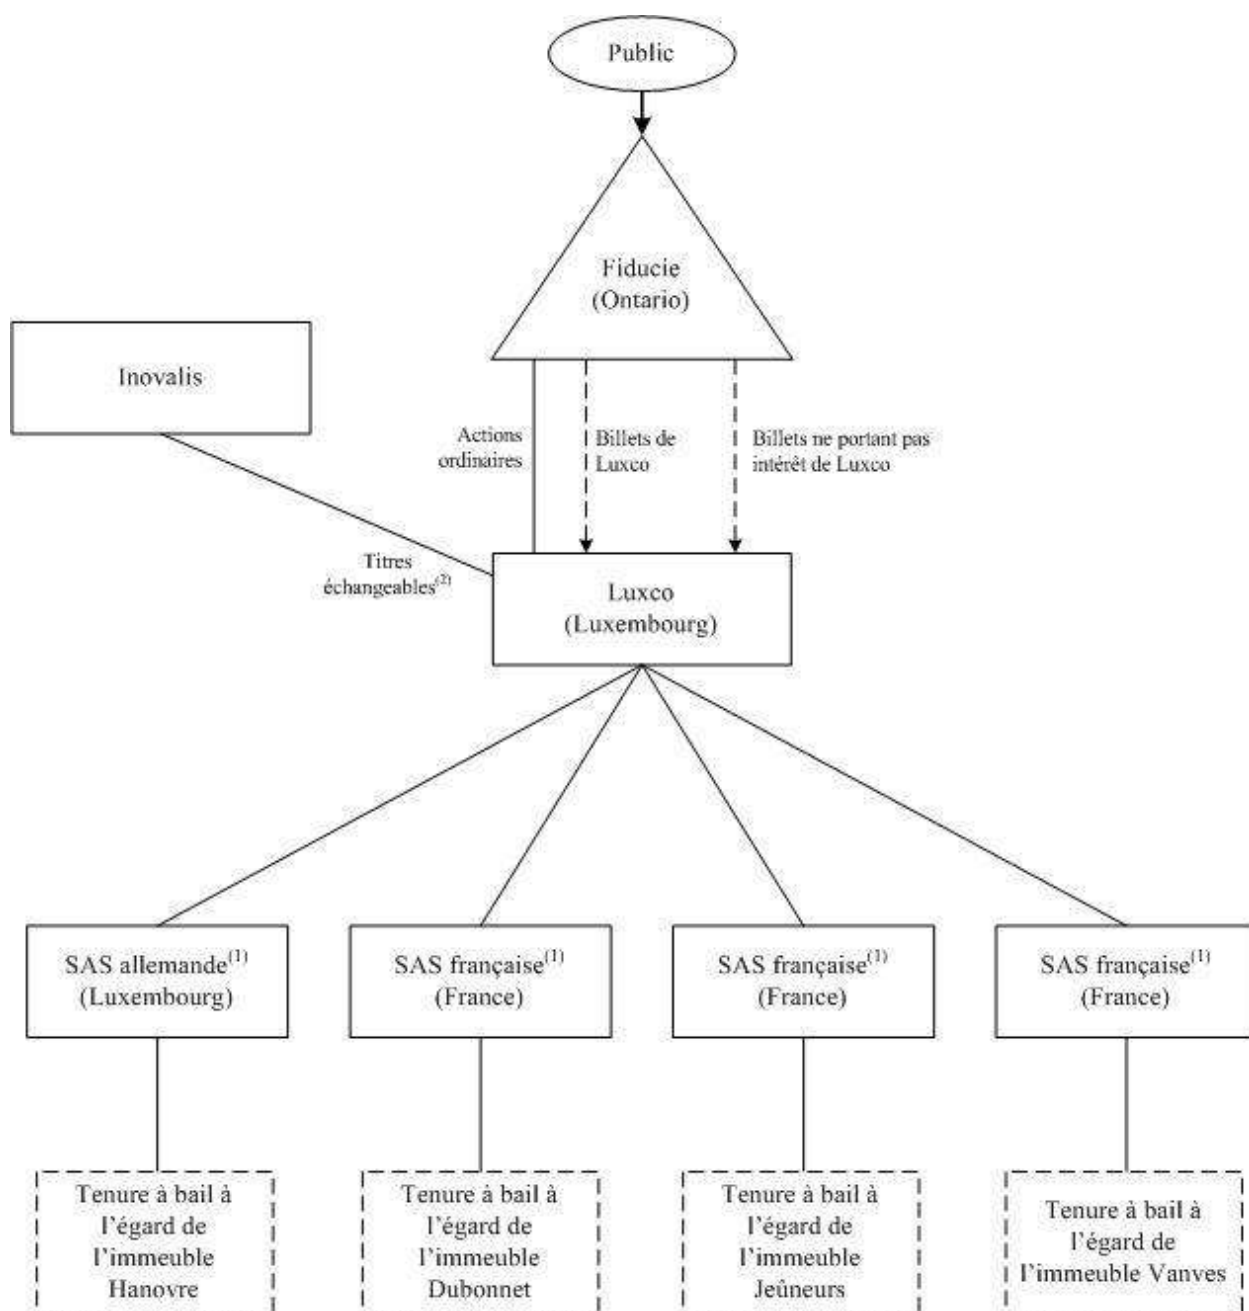 Public
Fiducie
(Ontario)
Inovalis
Actions
ordinaires
Billets de
Luxco
Billets ne portant pas
intérêt de Luxco
Titres
échangeables(2)
Luxco
(Luxembourg)
SAS allemande(1)
(Luxembourg)
SAS française(1)
(France)
SAS française(1)
(France)
SAS française(1)
(France)
Tenure à bail à
l'égard de
l'immeuble
Hanovre
Tenure à bail à
l'égard de
l'immeuble
Dubonnet
Tenure à bail à
l'égard de
l'immeuble
Jeûneurs
Tenure à bail à
l'égard de
l'immeuble Vanves